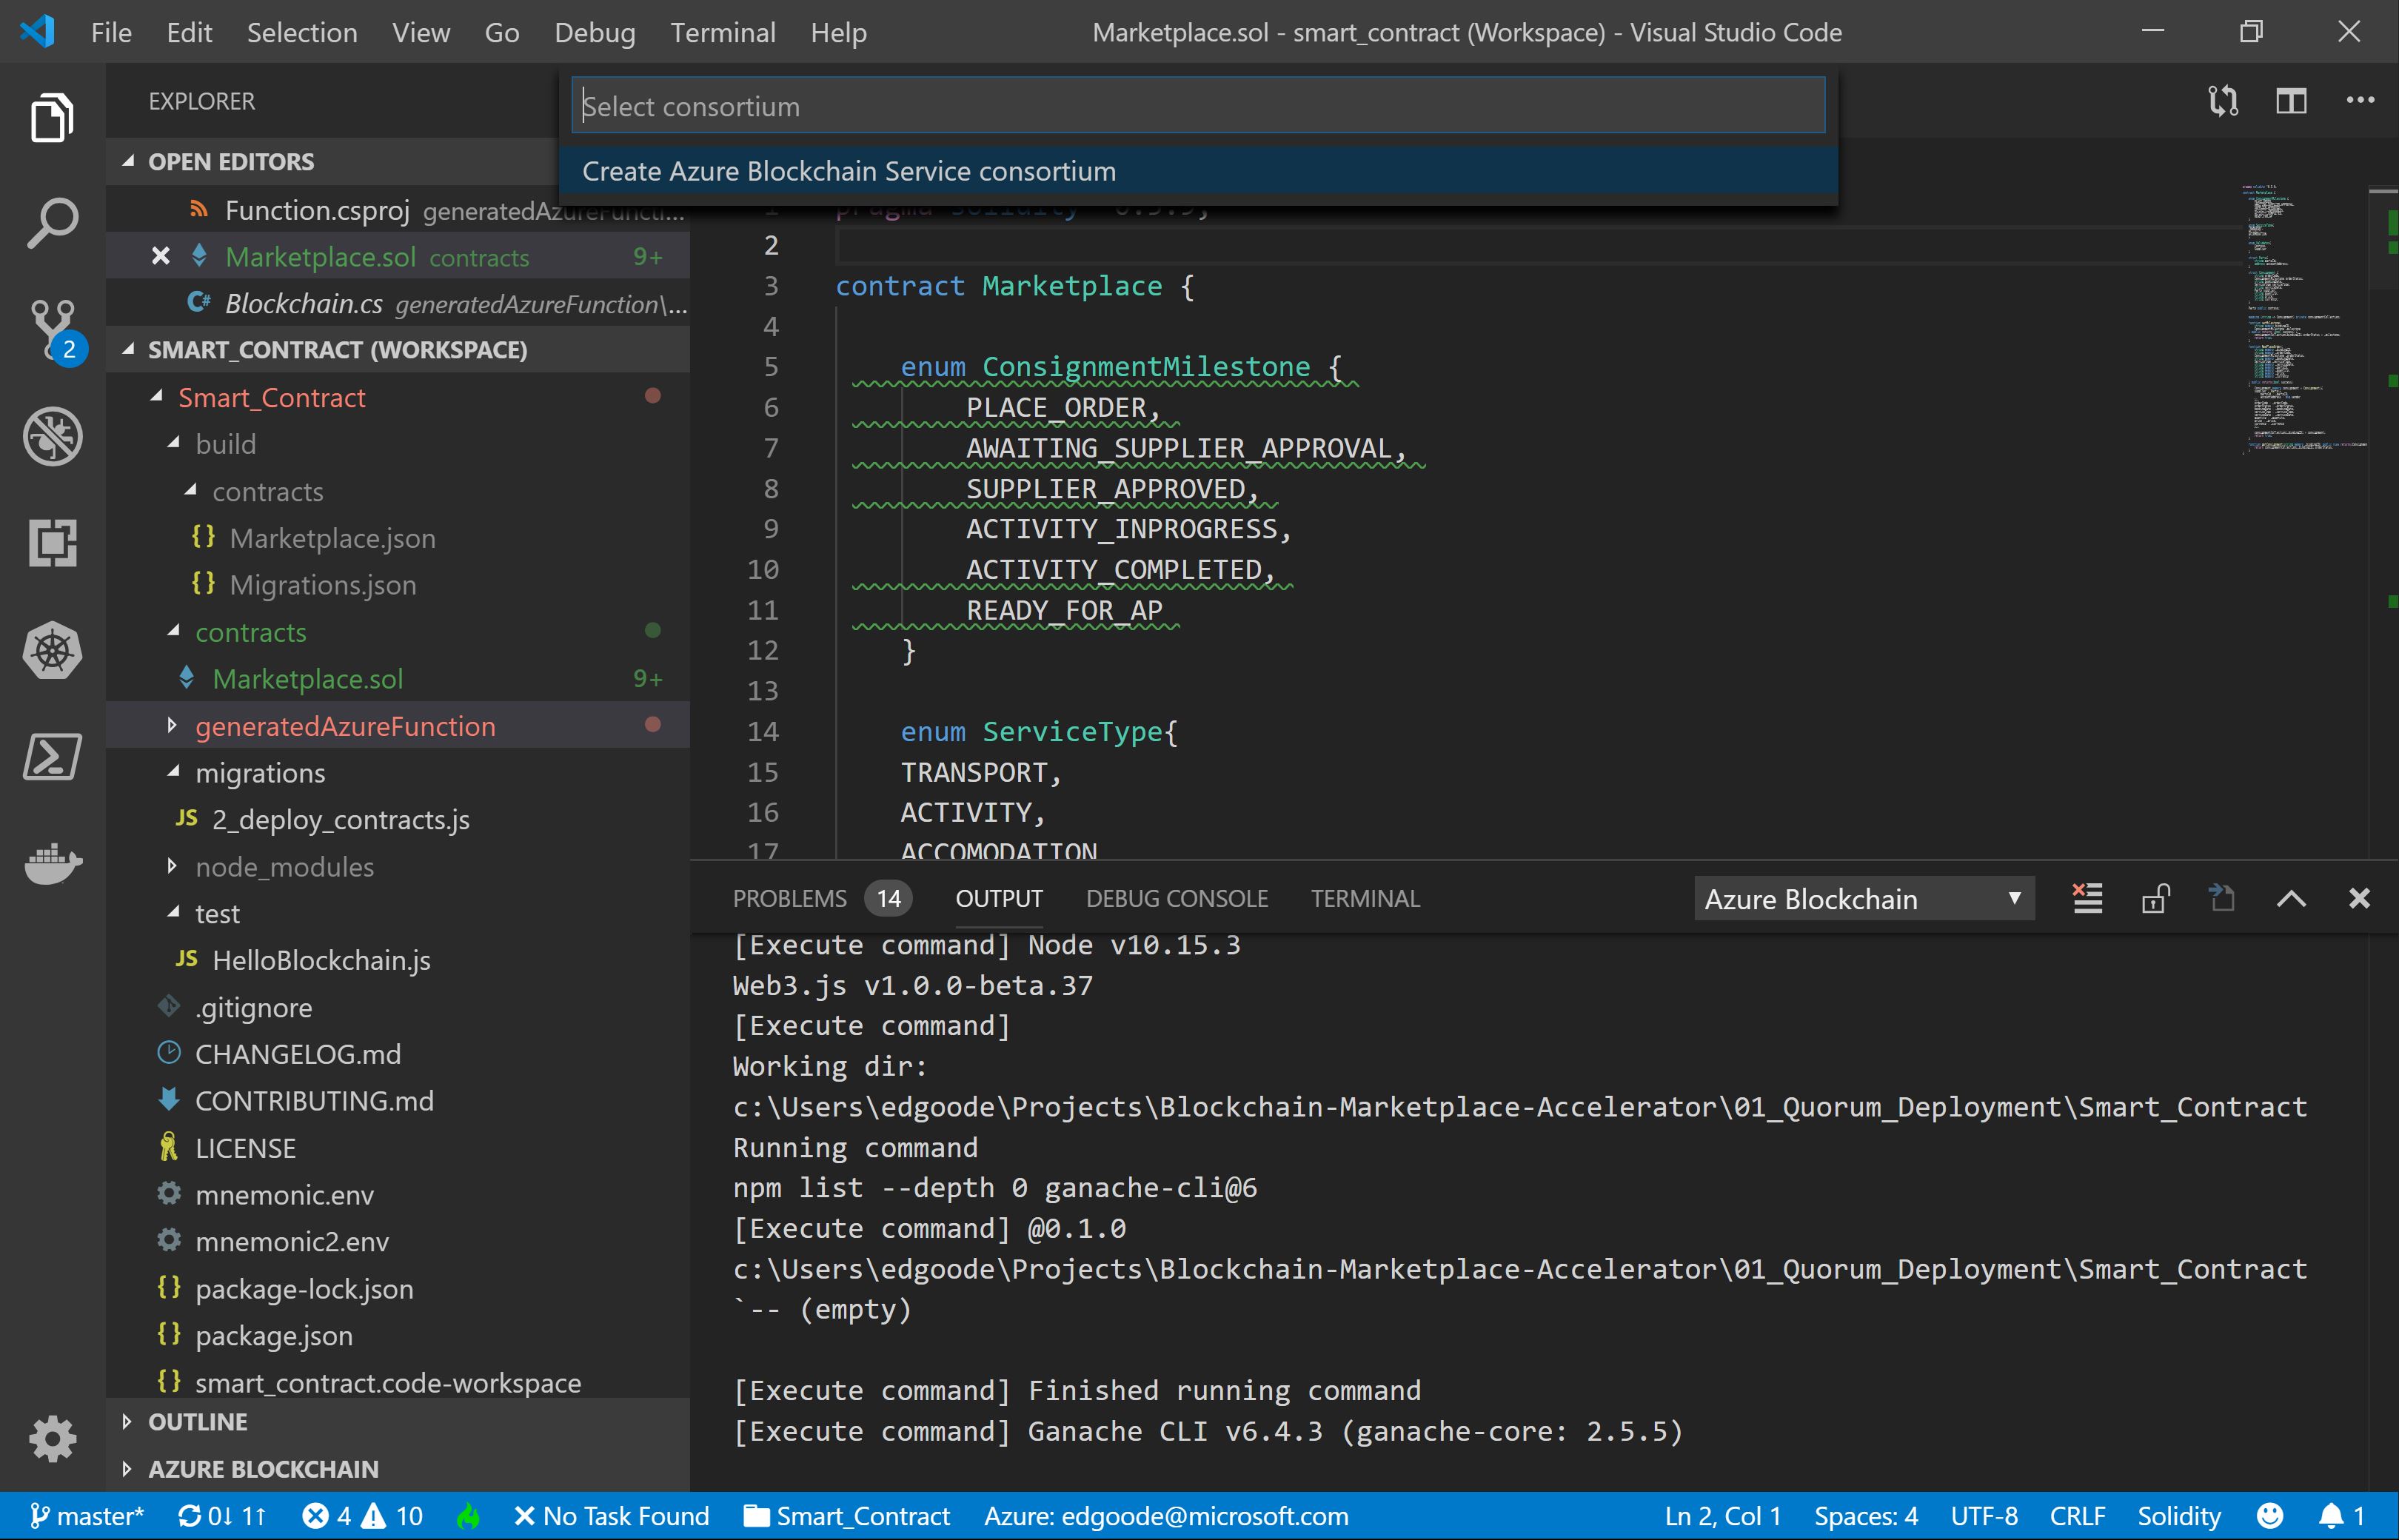 File Edit Selection View Go Debug Terminal Help
Marketplace.sol - smart_contract (Workspace) - Visual Studio Code
Select consortium
Create Azure Blockchain Service consortium
EXPLORER
OPEN EDITORS
Function.csproj generatedAzureFuncti...
Marketplace.sol contracts 9+
C# Blockchain.cs generatedAzureFunction\...
2
SMART_CONTRACT (WORKSPACE)
Smart_Contract
build
contracts
{} Marketplace.json
{} Migrations.json
contracts
Marketplace.sol 9+
generatedAzureFunction
migrations
JS 2_deploy_contracts.js
node_modules
test
JS HelloBlockchain.js
.gitignore
CHANGELOG.md
CONTRIBUTING.md
LICENSE
mnemonic.env
mnemonic2.env
{} package-lock.json
{} package.json
{} smart_contract.code-workspace
OUTLINE
AZURE BLOCKCHAIN
1 pragma solidity
2
3 contract Marketplace {
4
5 enum ConsignmentMilestone {
6 PLACE_ORDER,
7 AWAITING_SUPPLIER_APPROVAL,
8 SUPPLIER_APPROVED,
9 ACTIVITY_INPROGRESS,
10 ACTIVITY_COMPLETED,
11 READY_FOR_AP
12 }
13
14 enum ServiceType{
15 TRANSPORT,
16 ACTIVITY,
17 ACCOMODATION
PROBLEMS 14 OUTPUT DEBUG CONSOLE TERMINAL Azure Blockchain
[Execute command] Node v10.15.3
Web3.js v1.0.0-beta.37
[Execute command]
Working dir:
c:\Users\edgoode\Projects\Blockchain-Marketplace-Accelerator\01_Quorum_Deployment\Smart_Contract
Running command
npm list --depth 0 ganache-cli@6
[Execute command] @0.1.0
c:\Users\edgoode\Projects\Blockchain-Marketplace-Accelerator\01_Quorum_Deployment\Smart_Contract
`-- (empty)
[Execute command] Finished running command
[Execute command] Ganache CLI v6.4.3 (ganache-core: 2.5.5)
master* 0↓ 1↑ 4 10 No Task Found Smart_Contract Azure: edgoode@microsoft.com Ln 2, Col 1 Spaces: 4 UTF-8 CRLF Solidity 1